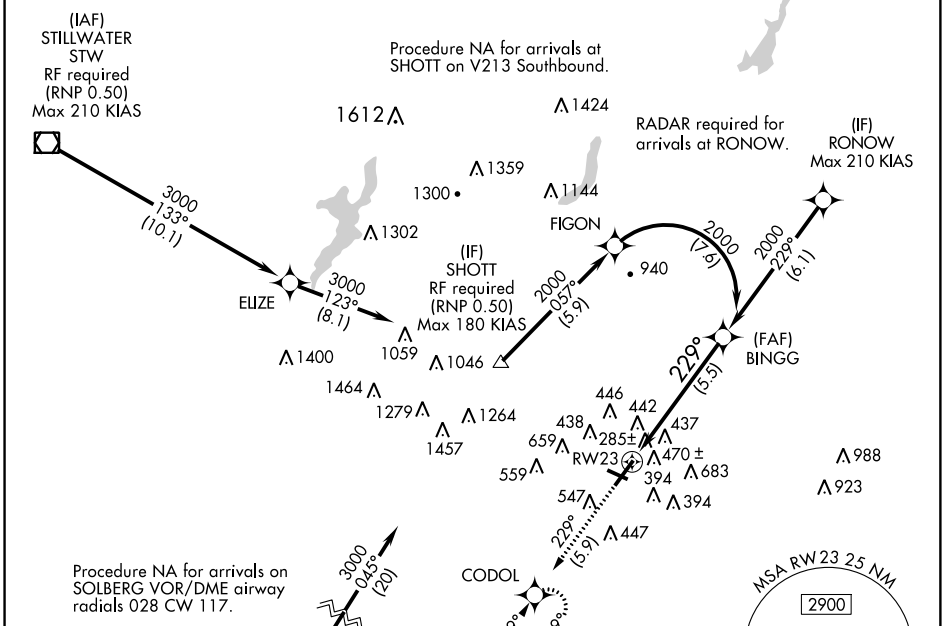 (IAF)
STILLWATER
STW
RF required
(RNP 0.50)
Max 210 KIAS
Procedure NA for arrivals at
SHOTT on V213 Southbound.
1612
1424
RADAR required for
arrivals at RONOW.
(IF)
RONOW
Max 210 KIAS
1359
1300
1144
3000
133°
(10.1)
1302
FIGON
2000
(7.6)
2000
229°
(6.1)
940
(IF)
SHOTT
RF required
(RNP 0.50)
Max 180 KIAS
2000
057°
(5.9)
ELIZE
3000
123°
(8.1)
1059
1046
1400
(FAF)
BINGG
229°
(5.5)
1464
1279
1264
1457
446
442
438
437
285±
659
RW23
470 ±
559
683
394
394
547
447
988
923
229°
(5.9)
3000
045°
(20)
Procedure NA for arrivals on
SOLBERG VOR/DME airway
radials 028 CW 117.
CODOL
MSA RW 23 25 NM
2900